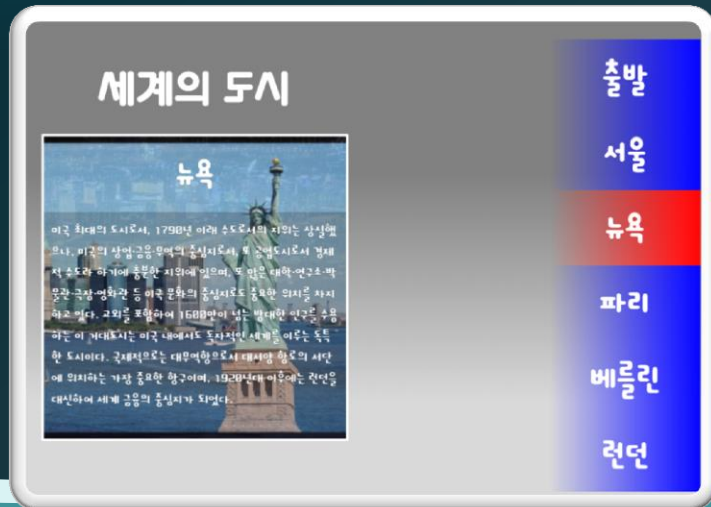 세계의 도시
뉴욕
미국 최대의 도시로서, 1790년 이래 수도로서의 지위는 상실했
으나, 미국의 상업·금융·무역의 중심지로서, 또 공업도시로서 경제
적 수도라 하기에 충분한 지위에 있으며, 또 많은 대학·연구소·박
물관·극장·영화관 등 미국 문화의 중심지로도 중요한 위치를 차지
하고 있다. 교외를 포함하여 1600만이 넘는 방대한 인구를 수용
하는 이 거대도시는 미국 내에서도 독자적인 세계를 이루는 독특
한 도시이다. 국제적으로는 대무역항으로서 대서양 항로의 서단
에 위치하는 가장 중요한 항구이며, 1920년대 이후에는 런던을
대신하여 세계 금융의 중심지가 되었다.
출발
서울
뉴욕
파리
베를린
런던